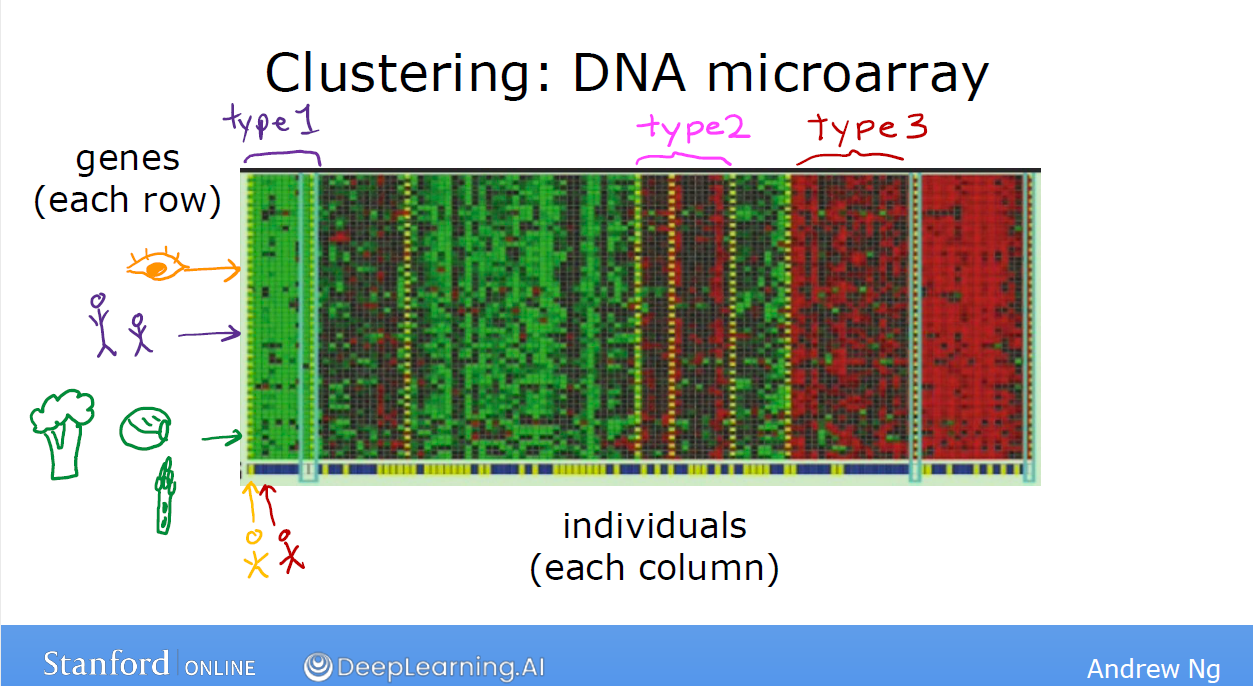 Clustering: DNA microarray
type1
type2
type3
genes
(each row)
individuals
(each column)
Stanford ONLINE
DeepLearning.AI
Andrew Ng